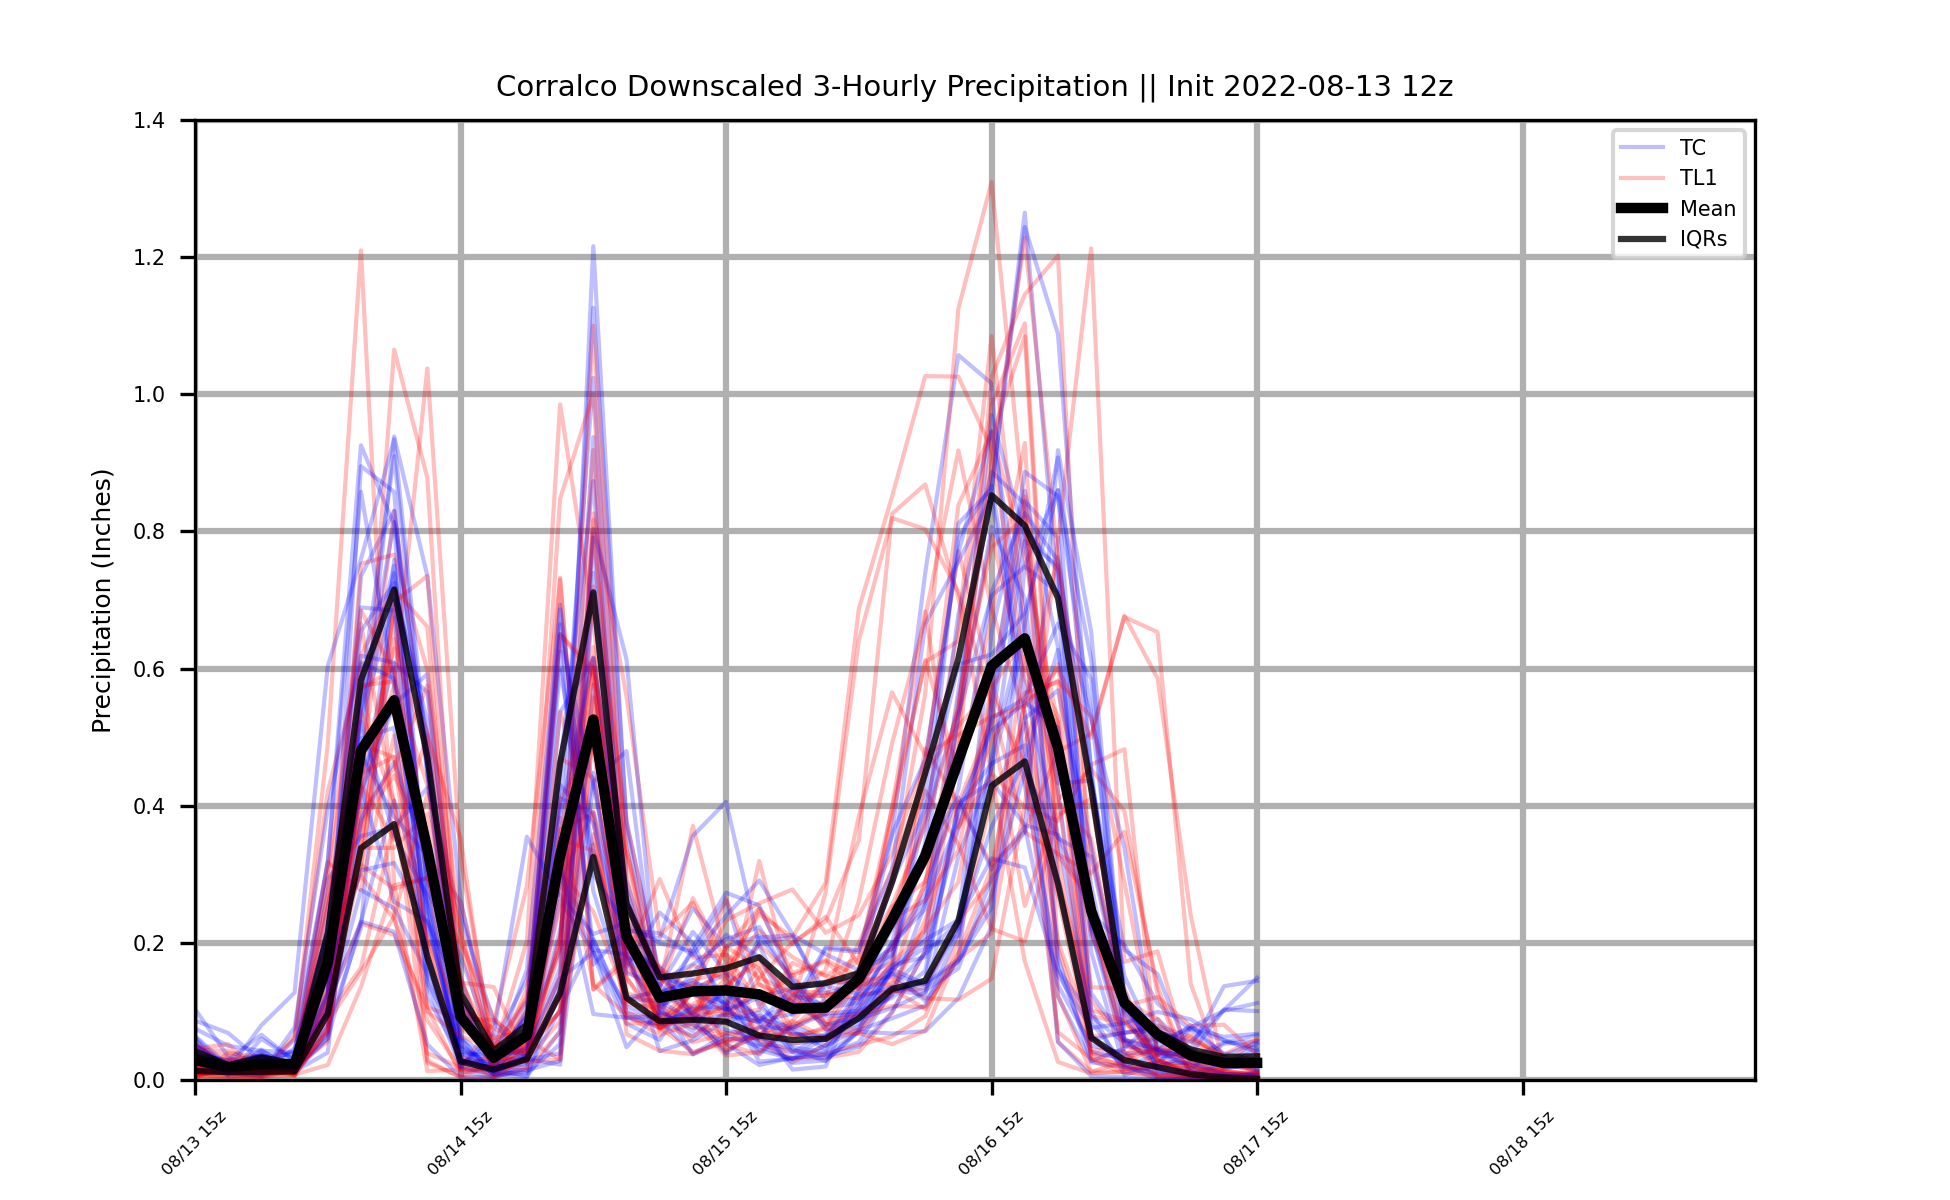 Corralco Downscaled 3-Hourly Precipitation || Init 2022-08-13 12z
TC
TL1
Mean
IQRs
Precipitation (Inches)
1.4
1.2
1.0
0.8
0.6
0.4
0.2
0.0
08/13 15z
08/14 15z
08/15 15z
08/16 15z
08/17 15z
08/18 15z